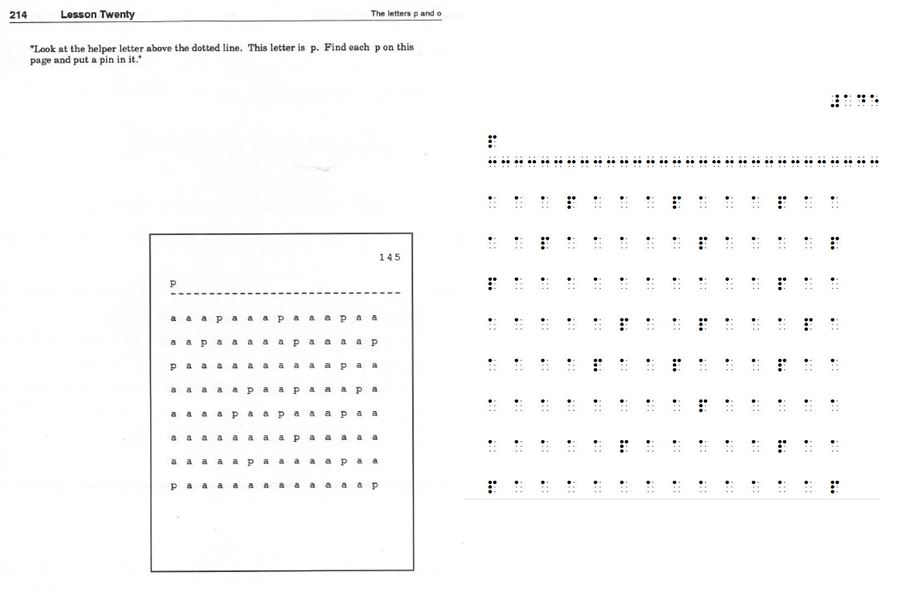 214 Lesson Twenty The letters p and o
"Look at the helper letter above the dotted line. This letter is p. Find each p on this
page and put a pin in it."
145
p
------------------------------
a a a p a a a p a a a p a a
a a p a a a a a p a a a a p
p a a a a a a a a a a p a a
a a a a a p a a p a a a p a
a a a a p a a p a a a p a a
a a a a a a a a p a a a a a
a a a a a p a a a a a p a a
p a a a a a a a a a a a a p
⠼⠁⠙⠑
⠏
⠒⠒⠒⠒⠒⠒⠒⠒⠒⠒⠒⠒⠒⠒⠒⠒⠒⠒⠒⠒⠒⠒⠒⠒⠒⠒⠒⠒⠒⠒
⠁ ⠁ ⠁ ⠏ ⠁ ⠁ ⠁ ⠏ ⠁ ⠁ ⠁ ⠏ ⠁ ⠁
⠁ ⠁ ⠏ ⠁ ⠁ ⠁ ⠁ ⠁ ⠏ ⠁ ⠁ ⠁ ⠁ ⠏
⠏ ⠁ ⠁ ⠁ ⠁ ⠁ ⠁ ⠁ ⠁ ⠁ ⠁ ⠏ ⠁ ⠁
⠁ ⠁ ⠁ ⠁ ⠁ ⠏ ⠁ ⠁ ⠏ ⠁ ⠁ ⠁ ⠏ ⠁
⠁ ⠁ ⠁ ⠁ ⠏ ⠁ ⠁ ⠏ ⠁ ⠁ ⠁ ⠏ ⠁ ⠁
⠁ ⠁ ⠁ ⠁ ⠁ ⠁ ⠁ ⠁ ⠏ ⠁ ⠁ ⠁ ⠁ ⠁
⠁ ⠁ ⠁ ⠁ ⠁ ⠏ ⠁ ⠁ ⠁ ⠁ ⠁ ⠏ ⠁ ⠁
⠏ ⠁ ⠁ ⠁ ⠁ ⠁ ⠁ ⠁ ⠁ ⠁ ⠁ ⠁ ⠁ ⠏